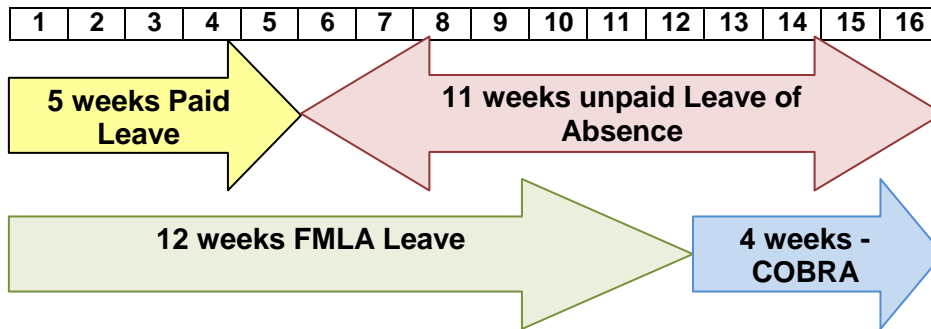 1 2 3 4 5 6 7 8 9 10 11 12 13 14 15 16
5 weeks Paid
Leave
11 weeks unpaid Leave of
Absence
12 weeks FMLA Leave
4 weeks -
COBRA